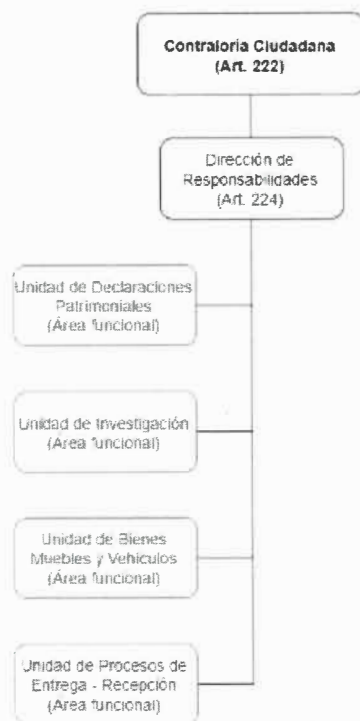 Contraloria Ciudadana
(Art. 222)
Dirección de
Responsabilidades
(Art. 224)
Unidad de Declaraciones
Patrimoniales
(Área funcional)
Unidad de Investigación
(Área funcional)
Unidad de Bienes
Muebles y Vehículos
(Área funcional)
Unidad de Procesos de
Entrega - Recepción
(Área funcional)